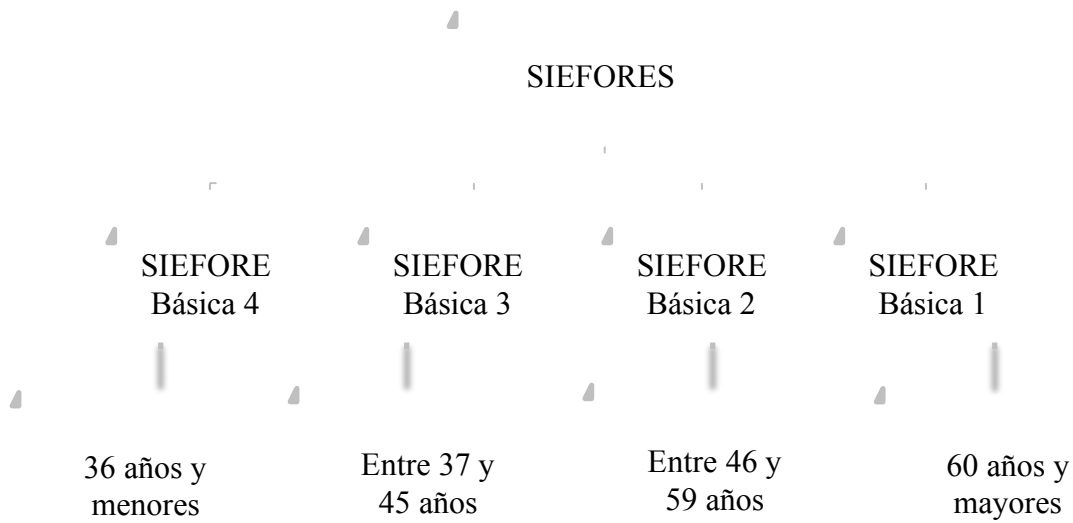 SIEFORES
SIEFORE
Básica 4
SIEFORE
Básica 3
SIEFORE
Básica 2
SIEFORE
Básica 1
36 años y
menores
Entre 37 y
45 años
Entre 46 y
59 años
60 años y
mayores